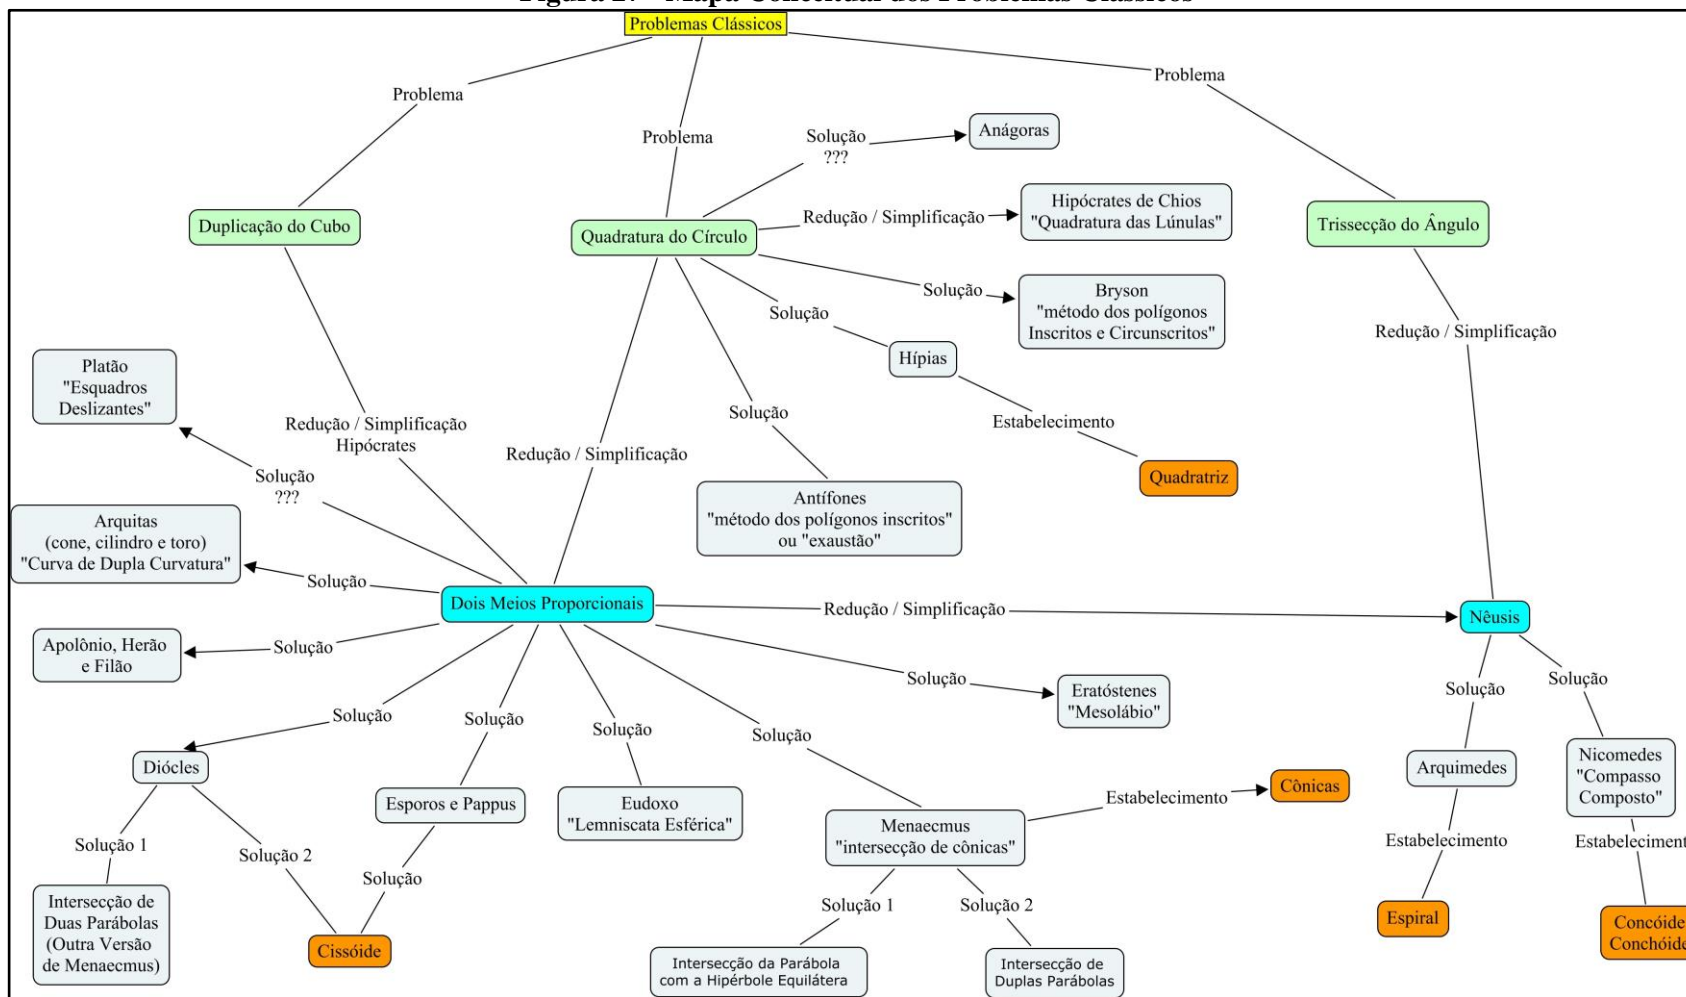 Problemas Clássicos
Problema
Problema
Problema
Solução
???
Anágoras
Duplicação do Cubo
Quadratura do Círculo
Redução / Simplificação
Hipócrates de Chios
"Quadratura das Lúnulas"
Trissecção do Ângulo
Solução
Bryson
"método dos polígonos
Inscritos e Circunscritos"
Solução
Hípias
Redução / Simplificação
Platão
"Esquadros
Deslizantes"
Redução / Simplificação
Hipócrates
Redução / Simplificação
Solução
Estabelecimento
Quadratriz
Solução
???
Antífones
"método dos polígonos inscritos"
ou "exaustão"
Arquitas
(cone, cilindro e toro)
"Curva de Dupla Curvatura"
Solução
Dois Meios Proporcionais
Redução / Simplificação
Nêusis
Apolônio, Herão
e Filão
Solução
Solução
Eratóstenes
"Mesolábio"
Solução
Solução
Solução
Solução
Solução
Solução
Diócles
Esporos e Pappus
Eudoxo
"Lemniscata Esférica"
Menaecmus
"intersecção de cônicas"
Estabelecimento
Cônicas
Arquimedes
Nicomedes
"Compasso
Composto"
Solução 1
Solução 2
Solução
Solução 1
Solução 2
Estabelecimento
Estabeleciment
Intersecção de
Duas Parábolas
(Outra Versão
de Menaecmus)
Cissóide
Intersecção da Parábola
com a Hipérbole Equilátera
Intersecção de
Duplas Parábolas
Espiral
Concóide
Conchóide